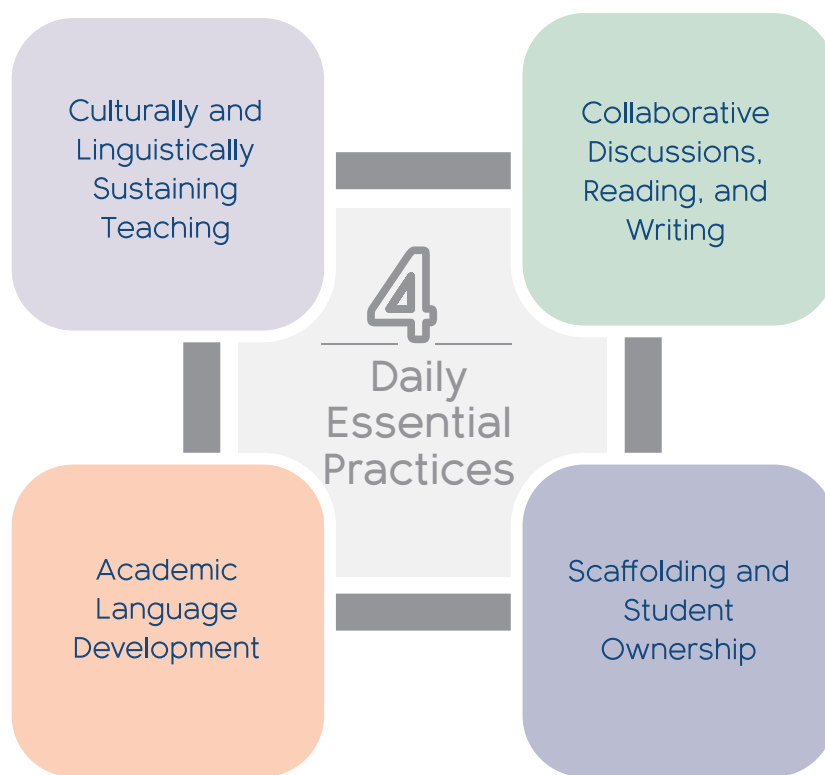 Culturally and
Linguistically
Sustaining
Teaching
Collaborative
Discussions,
Reading, and
Writing
4
Daily
Essential
Practices
Academic
Language
Development
Scaffolding and
Student
Ownership